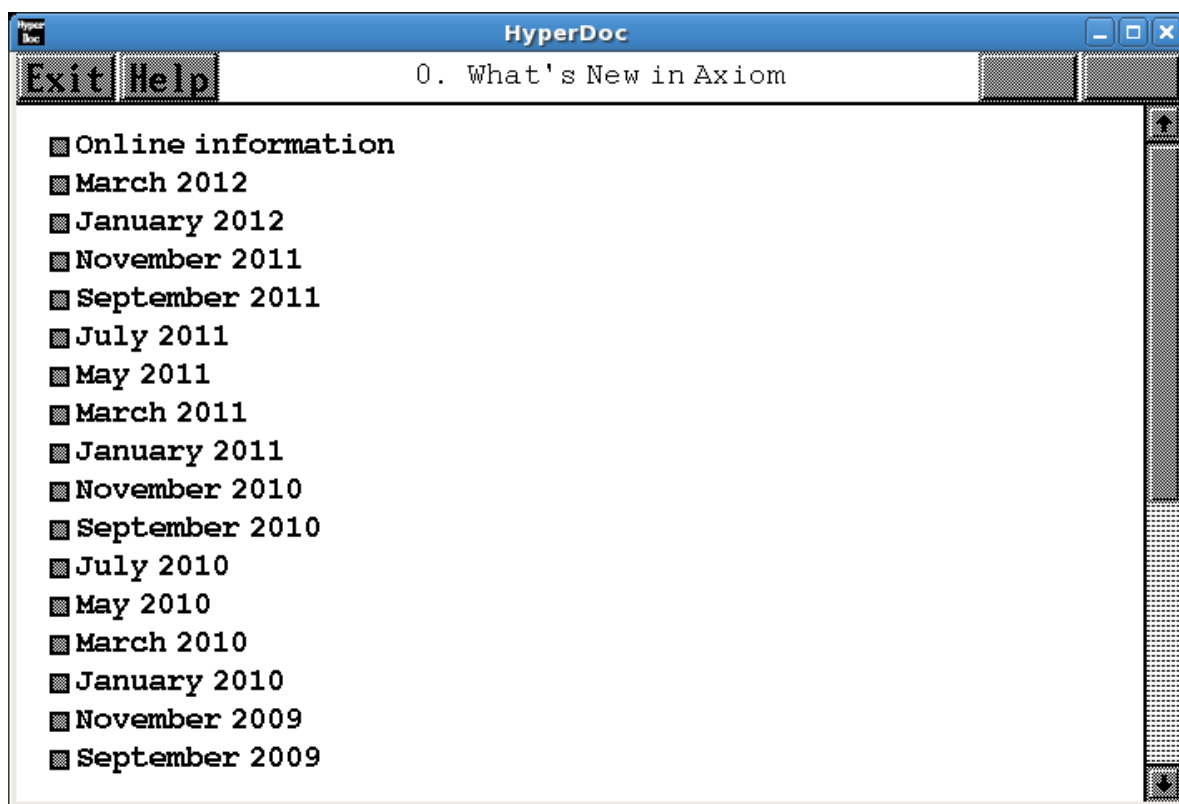 Hyper
Doc
HyperDoc
Exit Help 0. What's New in Axiom
Online information
March 2012
January 2012
November 2011
September 2011
July 2011
May 2011
March 2011
January 2011
November 2010
September 2010
July 2010
May 2010
March 2010
January 2010
November 2009
September 2009